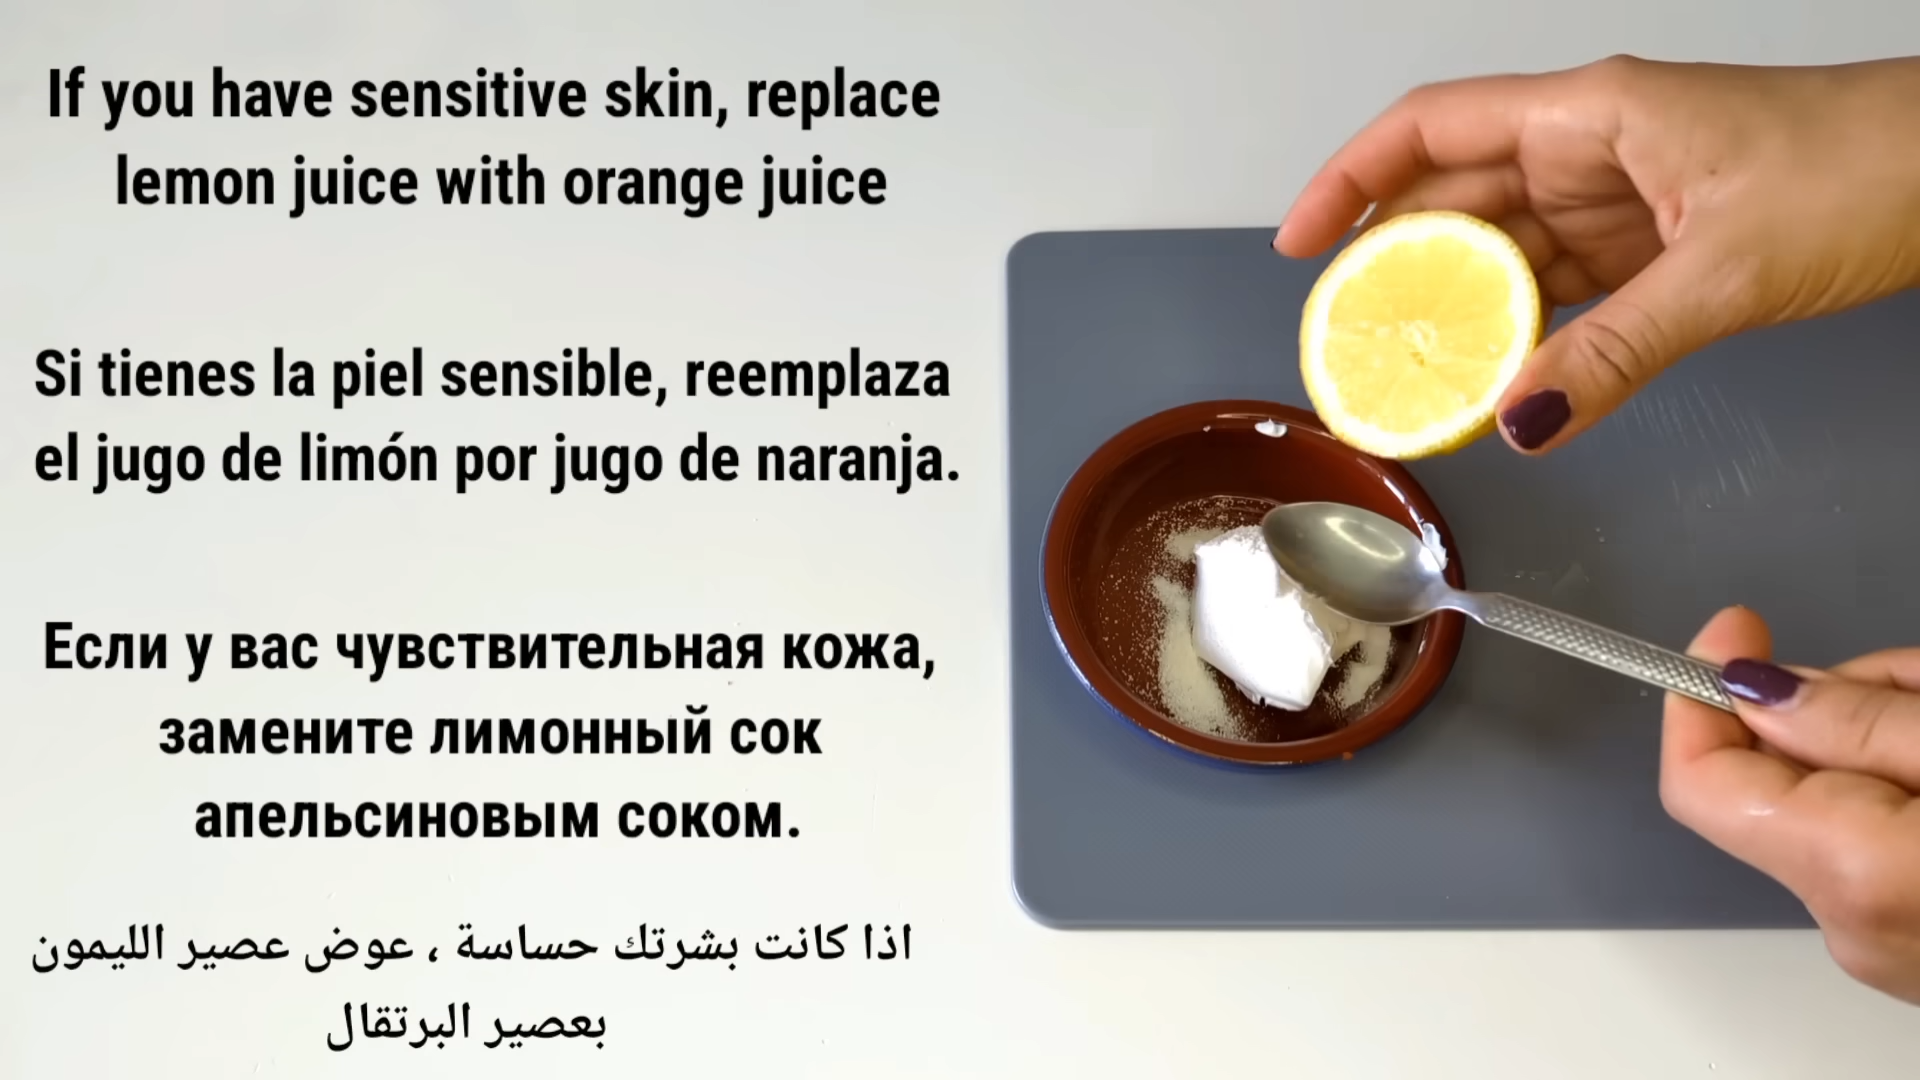 If you have sensitive skin, replace
lemon juice with orange juice
Si tienes la piel sensible, reemplaza
el jugo de limón por jugo de naranja.
Если у вас чувствительная кожа,
замените лимонный сок
апельсиновым соком.
اذا كانت بشرتك حساسة ، عوض عصير الليمون
بعصير البرتقال